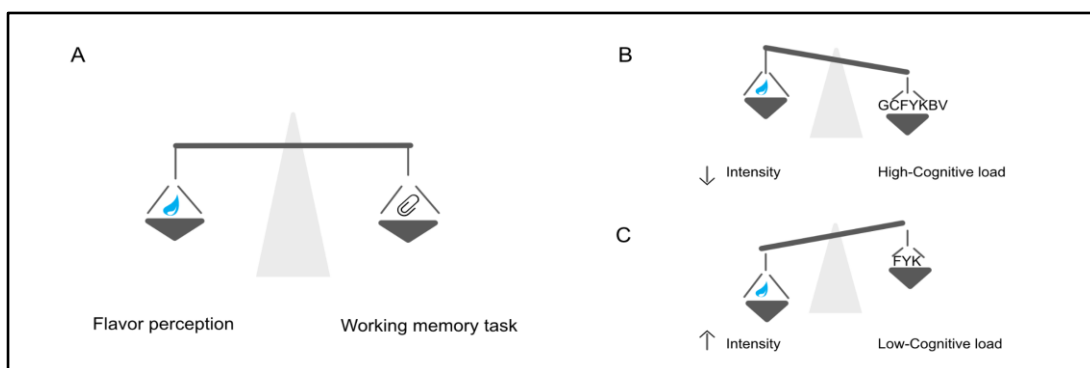 A
Flavor perception
Working memory task
B
GCFYKBV
↓ Intensity
High-Cognitive load
C
FYK
↑ Intensity
Low-Cognitive load